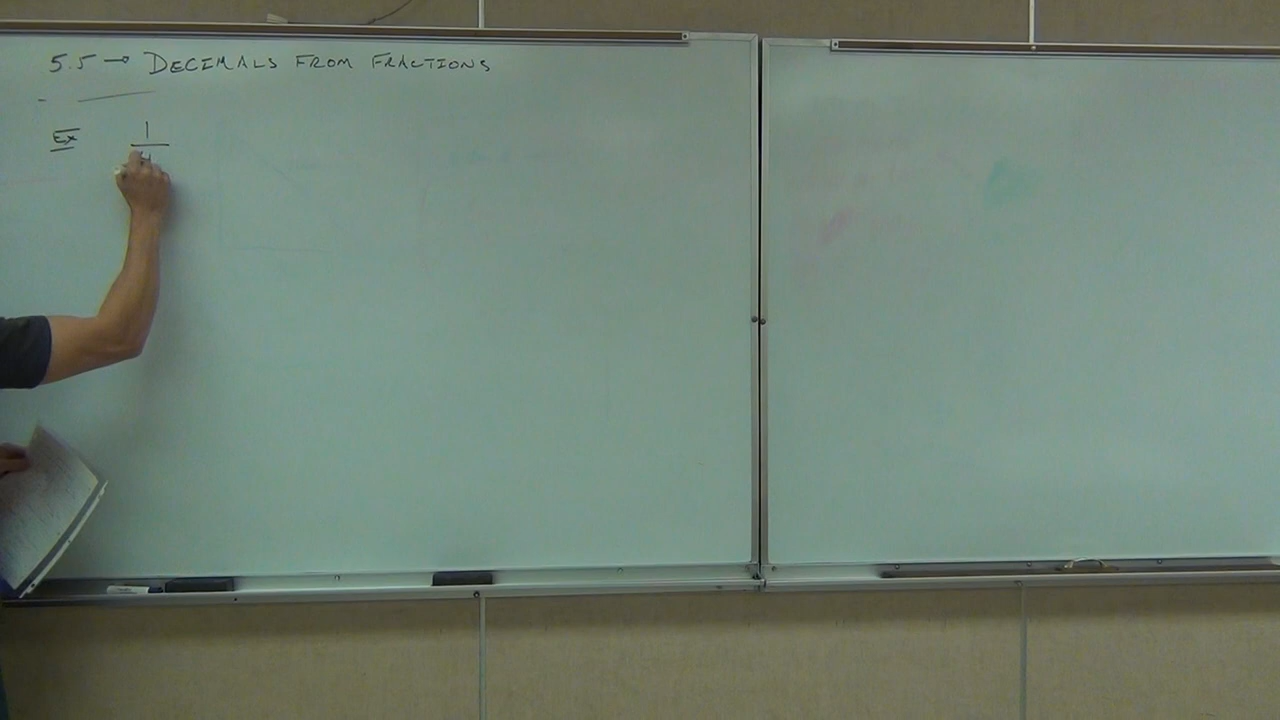 5.5 → DECIMALS FROM FRACTIONS
Ex 1